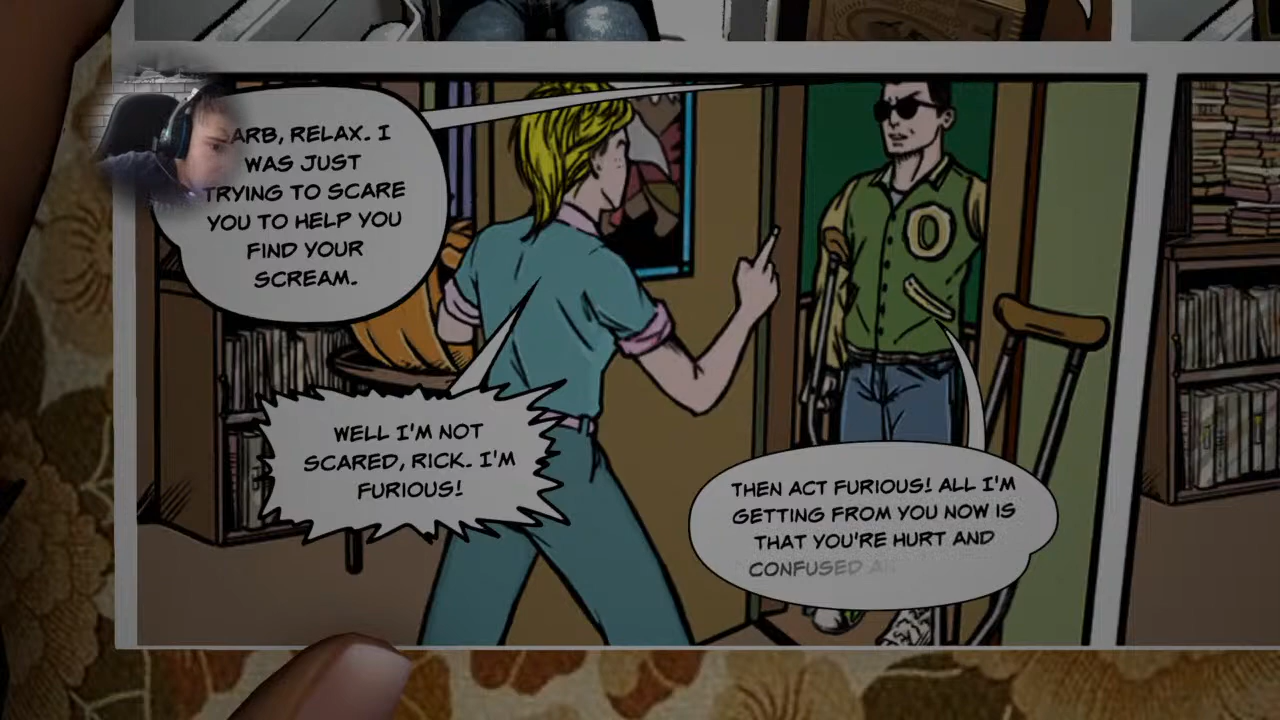 ARB, RELAX. I
WAS JUST
TRYING TO SCARE
YOU TO HELP YOU
FIND YOUR
SCREAM.
WELL I'M NOT
SCARED, RICK. I'M
FURIOUS!
THEN ACT FURIOUS! ALL I'M
GETTING FROM YOU NOW IS
THAT YOU'RE HURT AND
CONFUSED
O